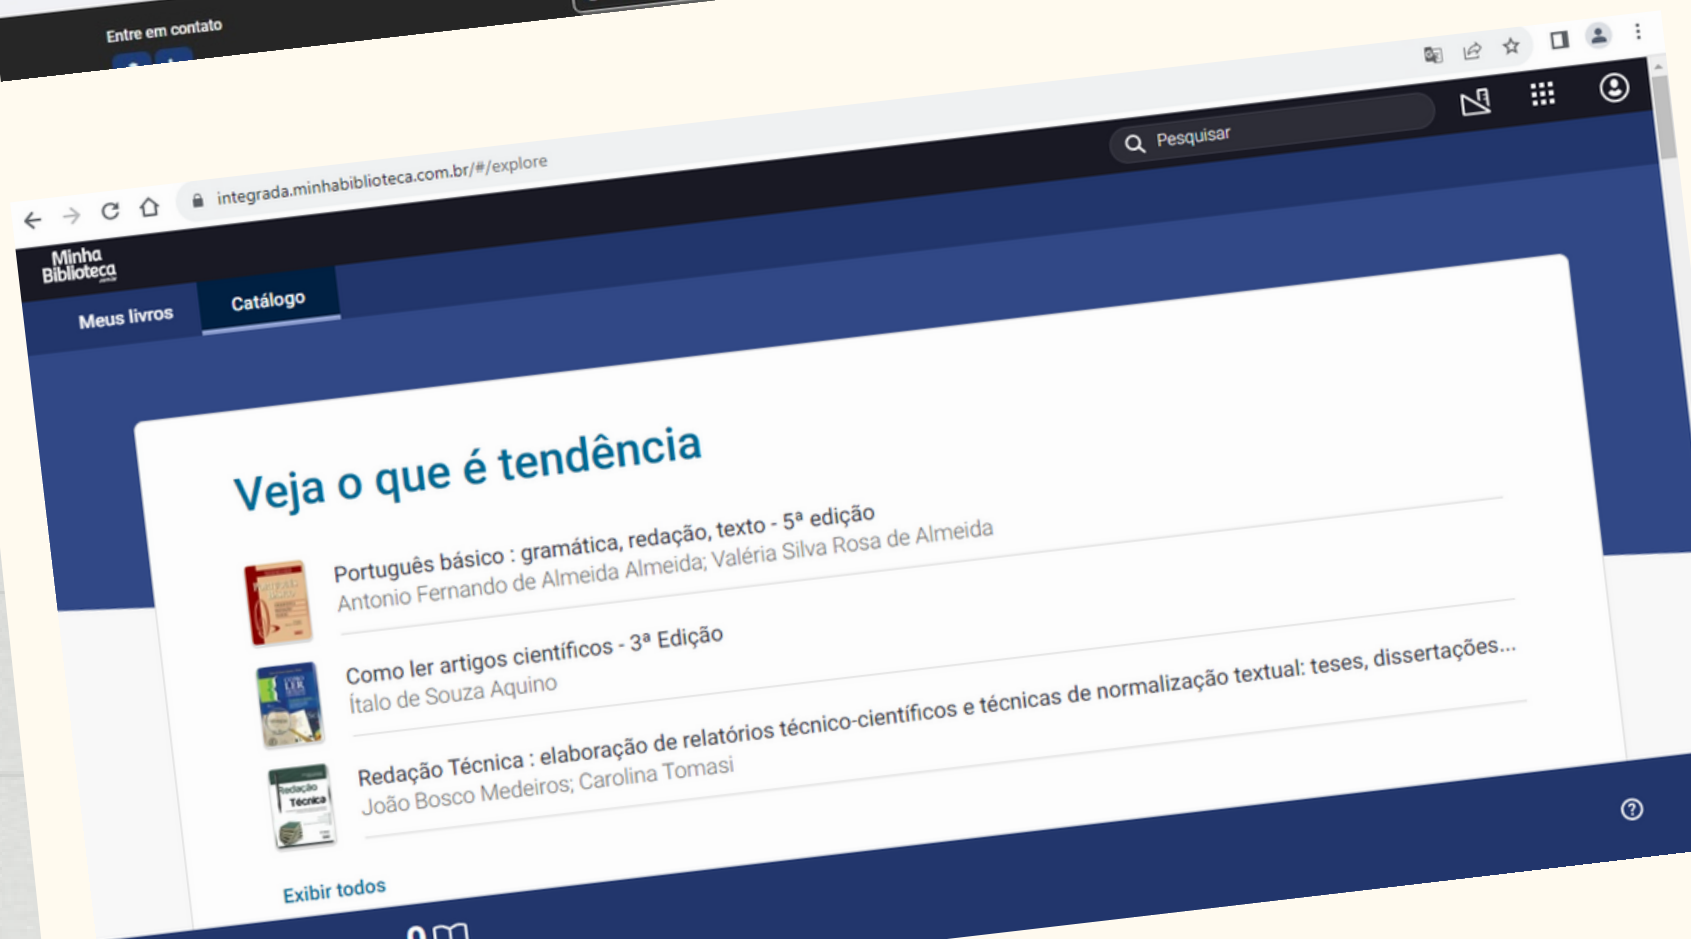 Entre em contato
integrada.minhabiblioteca.com.br/#/explore
Pesquisar
Minha
Biblioteca
Meus livros
Catálogo
Veja o que é tendência
Português básico : gramática, redação, texto - 5ª edição
Antonio Fernando de Almeida Almeida; Valéria Silva Rosa de Almeida
Como ler artigos científicos - 3ª Edição
Ítalo de Souza Aquino
Redação Técnica : elaboração de relatórios técnico-científicos e técnicas de normalização textual: teses, dissertações...
João Bosco Medeiros; Carolina Tomasi
Redação
Técnica
Exibir todos